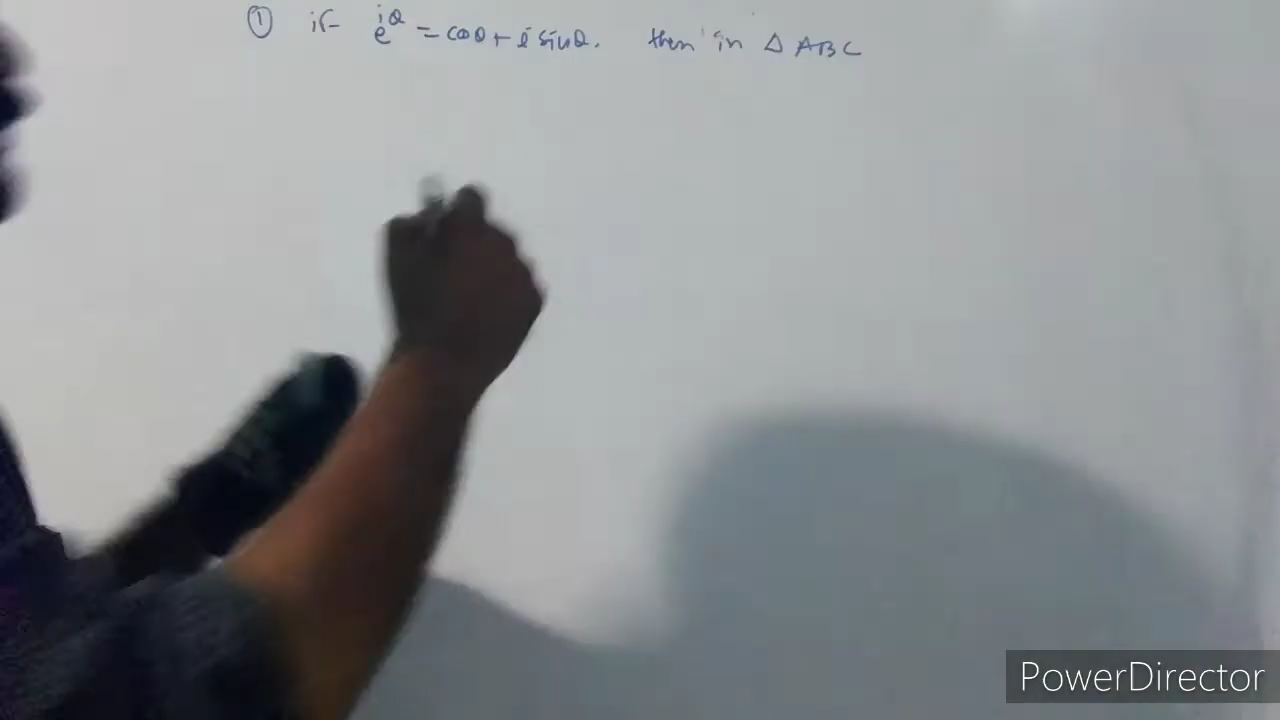 ① if e^{iθ} = cosθ + i sinθ. then in Δ ABC
PowerDirector